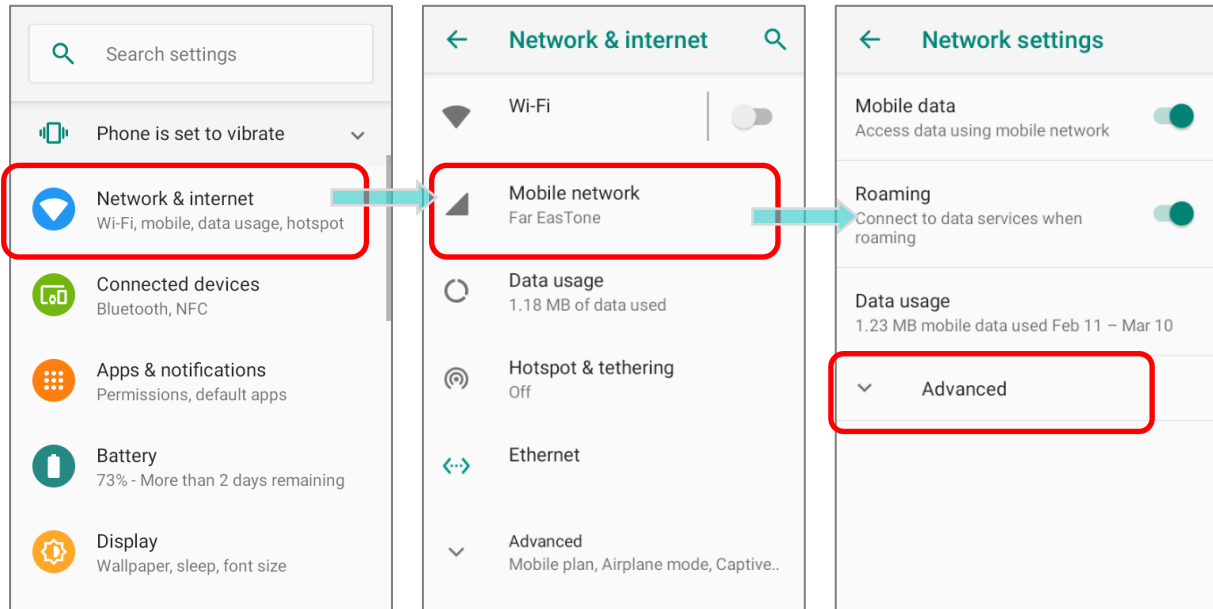 Search settings
Phone is set to vibrate
Network & internet
Wi-Fi, mobile, data usage, hotspot
Connected devices
Bluetooth, NFC
Apps & notifications
Permissions, default apps
Battery
73% - More than 2 days remaining
Display
Wallpaper, sleep, font size
Network & internet
Wi-Fi
Mobile network
Far EasTone
Data usage
1.18 MB of data used
Hotspot & tethering
Off
Ethernet
Advanced
Mobile plan, Airplane mode, Captive..
Network settings
Mobile data
Access data using mobile network
Roaming
Connect to data services when
roaming
Data usage
1.23 MB mobile data used Feb 11 – Mar 10
Advanced